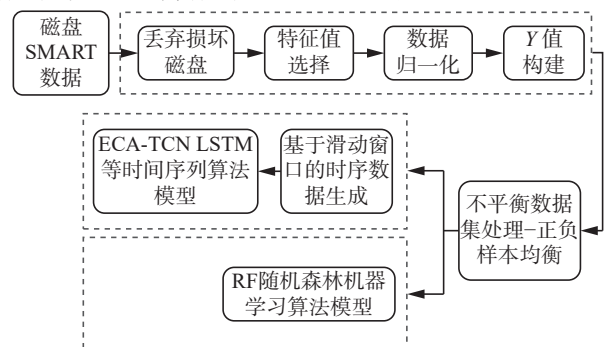 磁盘
SMART
数据
丢弃损坏
磁盘
特征值
选择
数据
归一化
Y 值
构建
ECA-TCN LSTM
等时间序列算法
模型
基于滑动窗
口的时序数
据生成
不平衡数据
集处理–正负
样本均衡
RF随机森林机器
学习算法模型